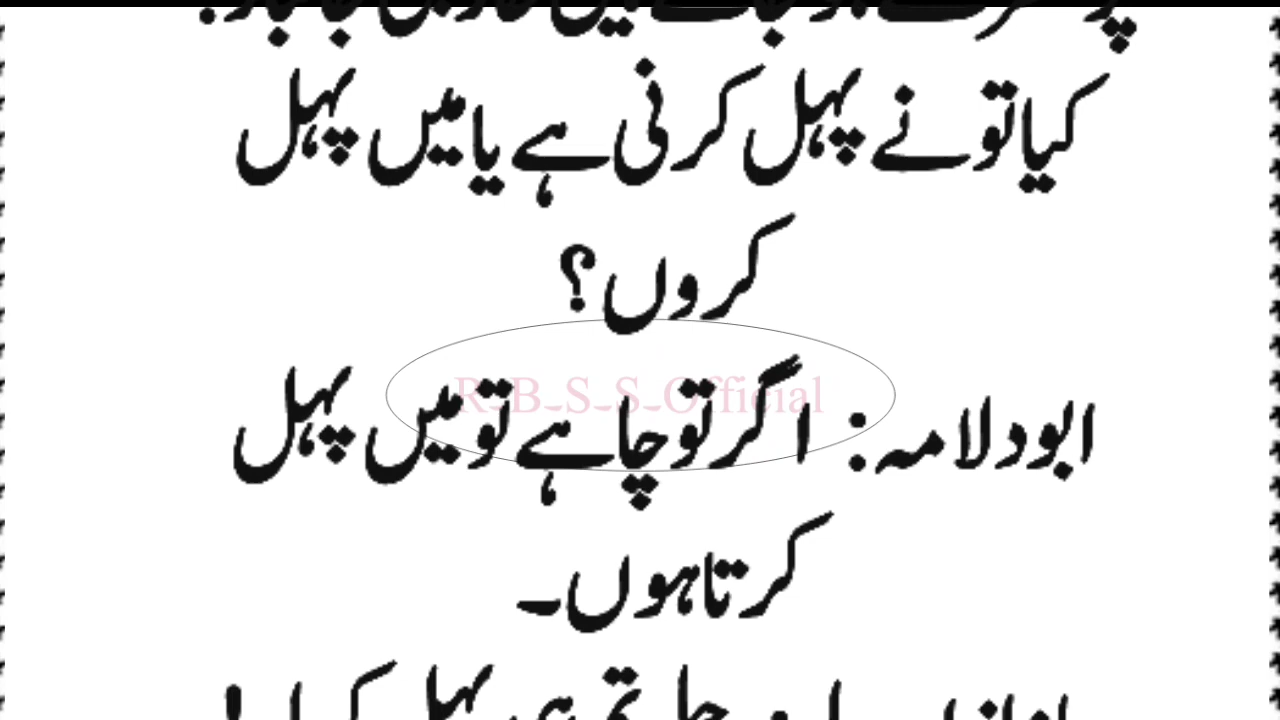 کیا تو نے پہل کرنی ہے یا میں پہل
کروں؟
R-B-S-S-Official
ابودلامہ: اگر تو چاہے تو میں پہل
کرتا ہوں۔